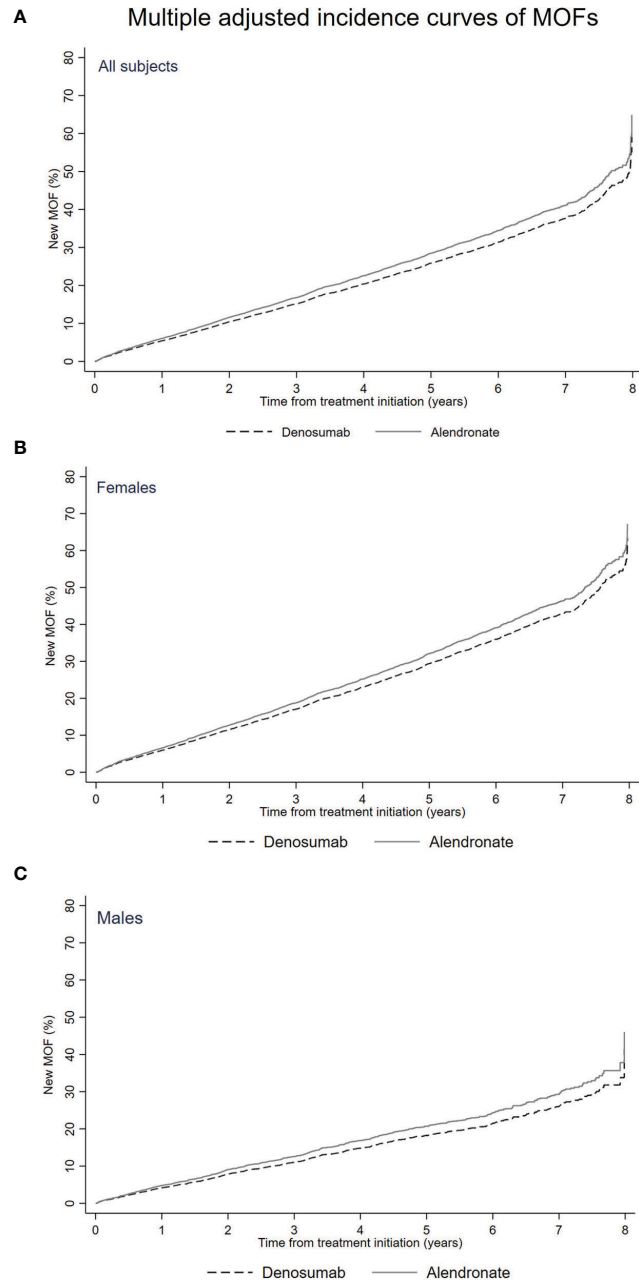 A
Multiple adjusted incidence curves of MOFs
All subjects
New MOF (%)
80
70
60
50
40
30
20
10
0
0 1 2 3 4 5 6 7 8
Time from treatment initiation (years)
Denosumab Alendronate
B
Females
New MOF (%)
80
70
60
50
40
30
20
10
0
0 1 2 3 4 5 6 7 8
Time from treatment initiation (years)
Denosumab Alendronate
C
Males
New MOF (%)
80
70
60
50
40
30
20
10
0
0 1 2 3 4 5 6 7 8
Time from treatment initiation (years)
Denosumab Alendronate